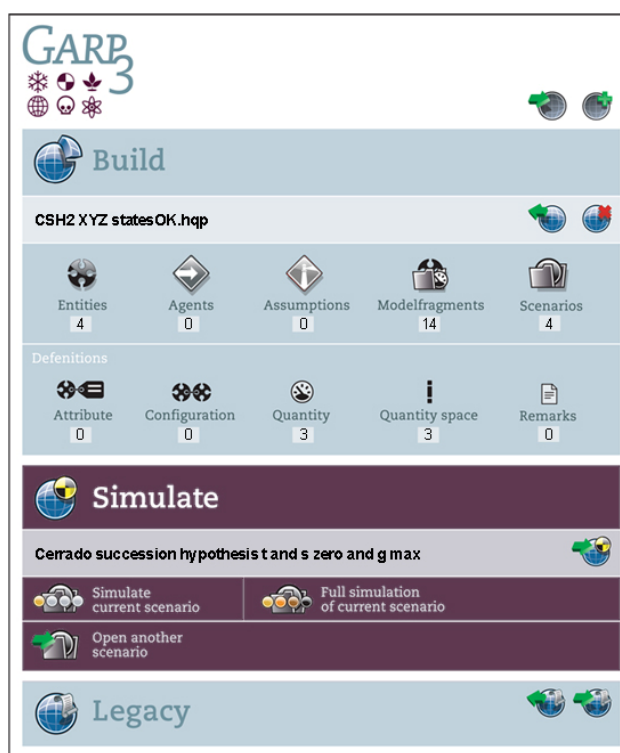 GARP
3
Build
CSH2 XYZ statesOK.hqp
Entities Agents Assumptions Modelfragments Scenarios
4 0 0 14 4
Defenitions
Attribute Configuration Quantity Quantity space Remarks
0 0 3 3 0
Simulate
Cerrado succession hypothesis t and s zero and g max
Simulate
current scenario
Full simulation
of current scenario
Open another
scenario
Legacy